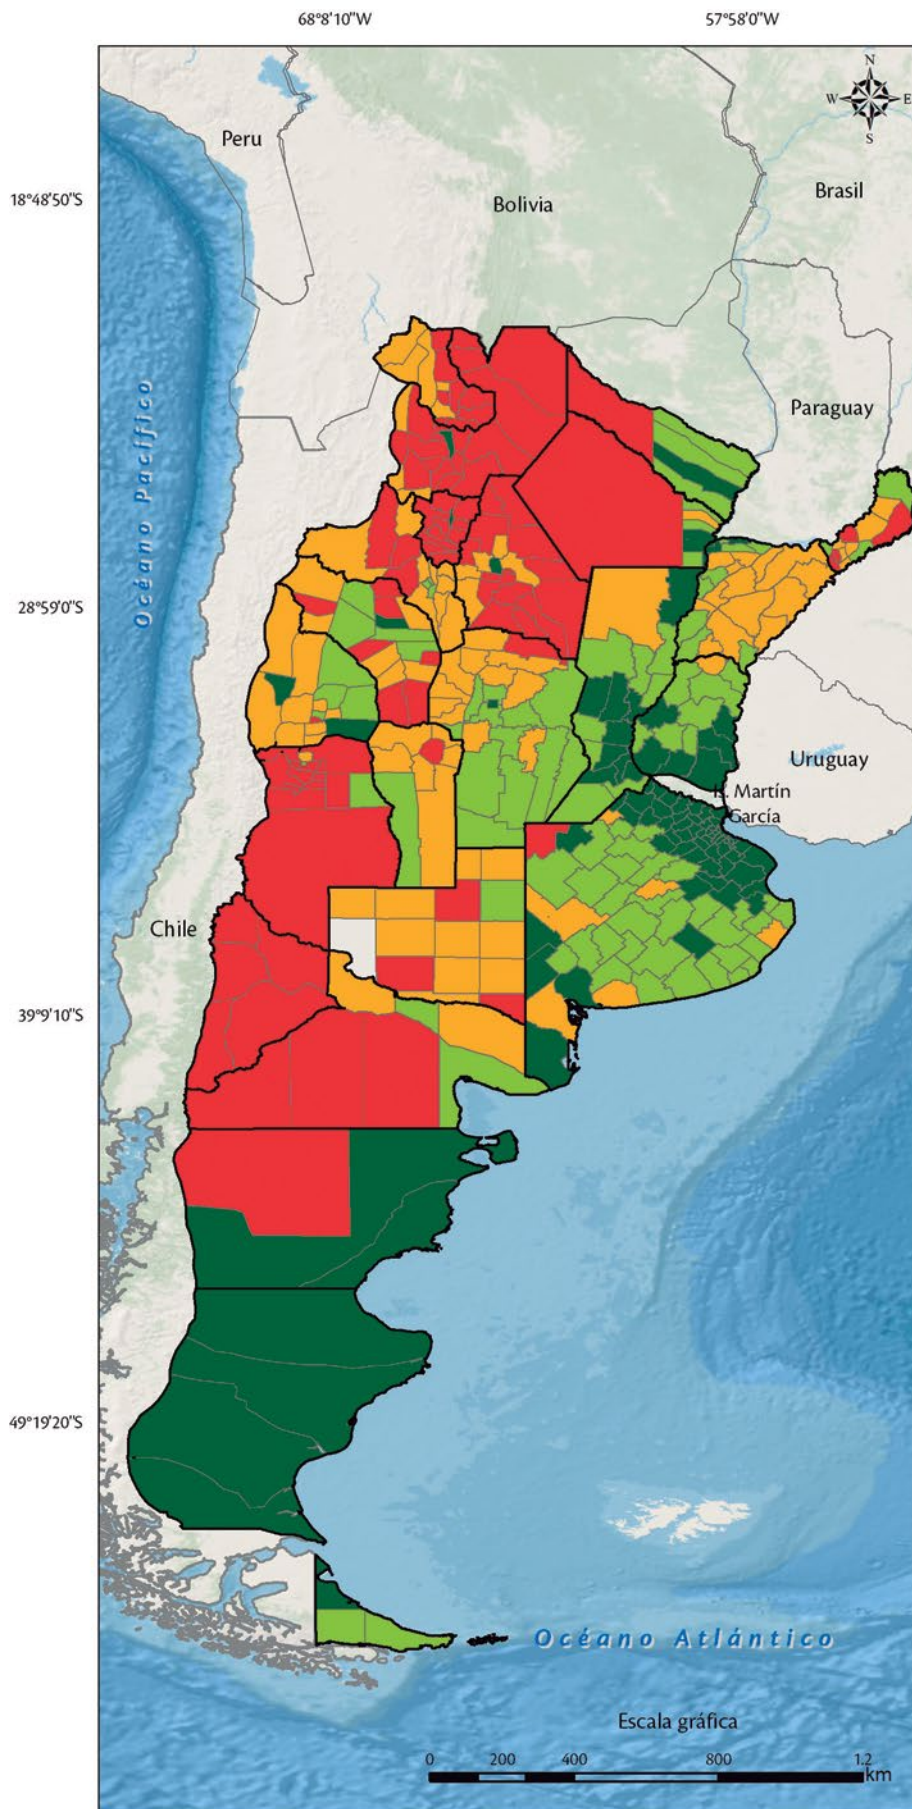 68°8'10"W
57°58'0"W
N
W
E
S
Peru
18°48'50"S
Bolivia
Brasil
Océano Pacífico
Paraguay
28°59'0"S
Uruguay
Martín
García
Chile
39°9'10"S
49°19'20"S
Océano Atlántico
Escala gráfica
0 200 400 800 1.2
km